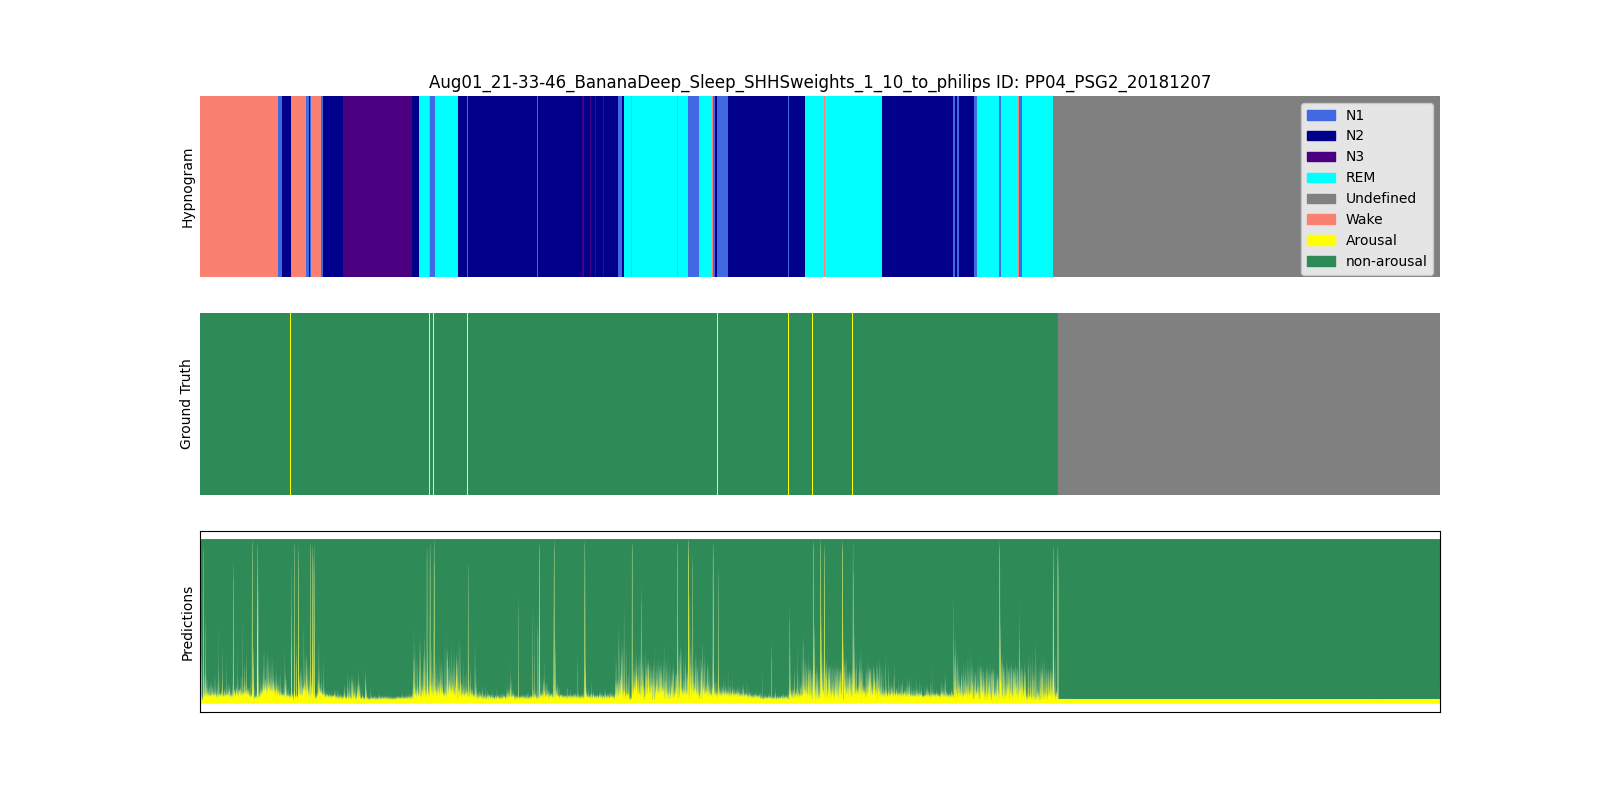 Aug01_21-33-46_BananaDeep_Sleep_SHHSweights_1_10_to_philips ID: PP04_PSG2_20181207
Hypnogram
N1
N2
N3
REM
Undefined
Wake
Arousal
non-arousal
Ground Truth
Predictions